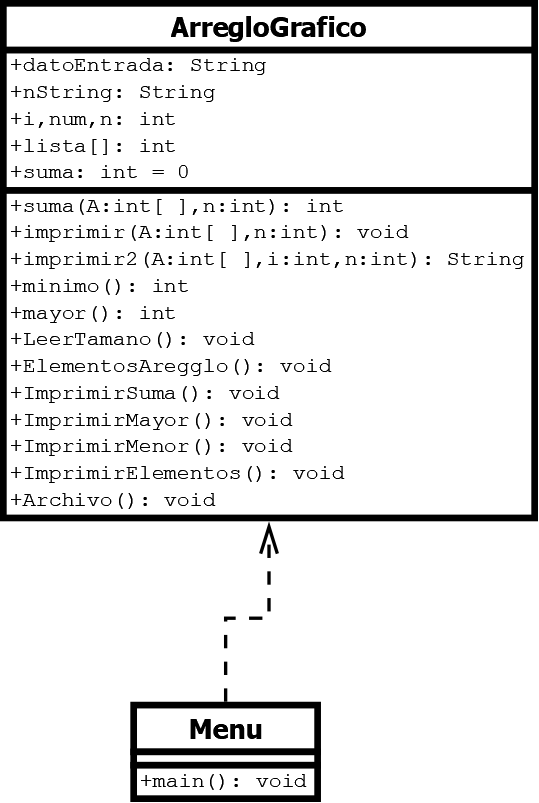 ArregloGrafico
+datoEntrada: String
+nString: String
+i,num,n: int
+lista[]: int
+suma: int = 0
+suma(A:int[ ],n:int): int
+imprimir(A:int[ ],n:int): void
+imprimir2(A:int[ ],i:int,n:int): String
+minimo(): int
+mayor(): int
+LeerTamano(): void
+ElementosAregglo(): void
+ImprimirSuma(): void
+ImprimirMayor(): void
+ImprimirMenor(): void
+ImprimirElementos(): void
+Archivo(): void
Menu
+main(): void